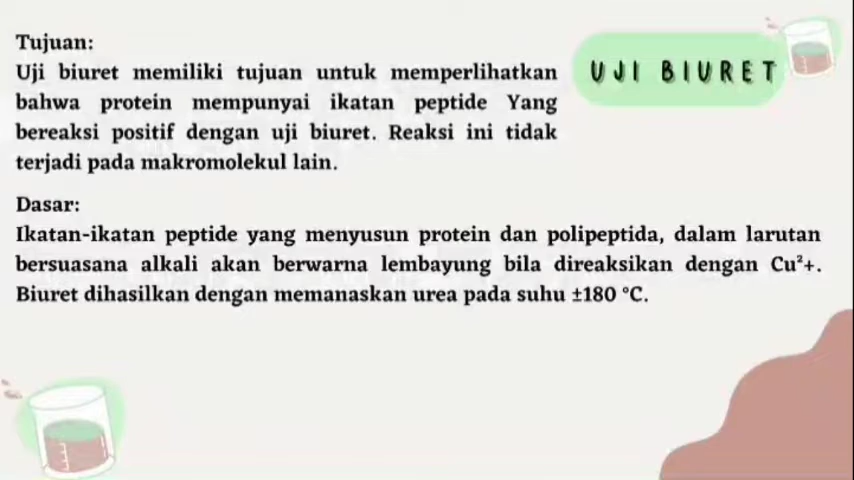 Tujuan:
Uji biuret memiliki tujuan untuk memperlihatkan
bahwa protein mempunyai ikatan peptide Yang
bereaksi positif dengan uji biuret. Reaksi ini tidak
terjadi pada makromolekul lain.
UJI BIURET
Dasar:
Ikatan-ikatan peptide yang menyusun protein dan polipeptida, dalam larutan
bersuasana alkali akan berwarna lembayung bila direaksikan dengan Cu²+.
Biuret dihasilkan dengan memanaskan urea pada suhu ±180 °C.